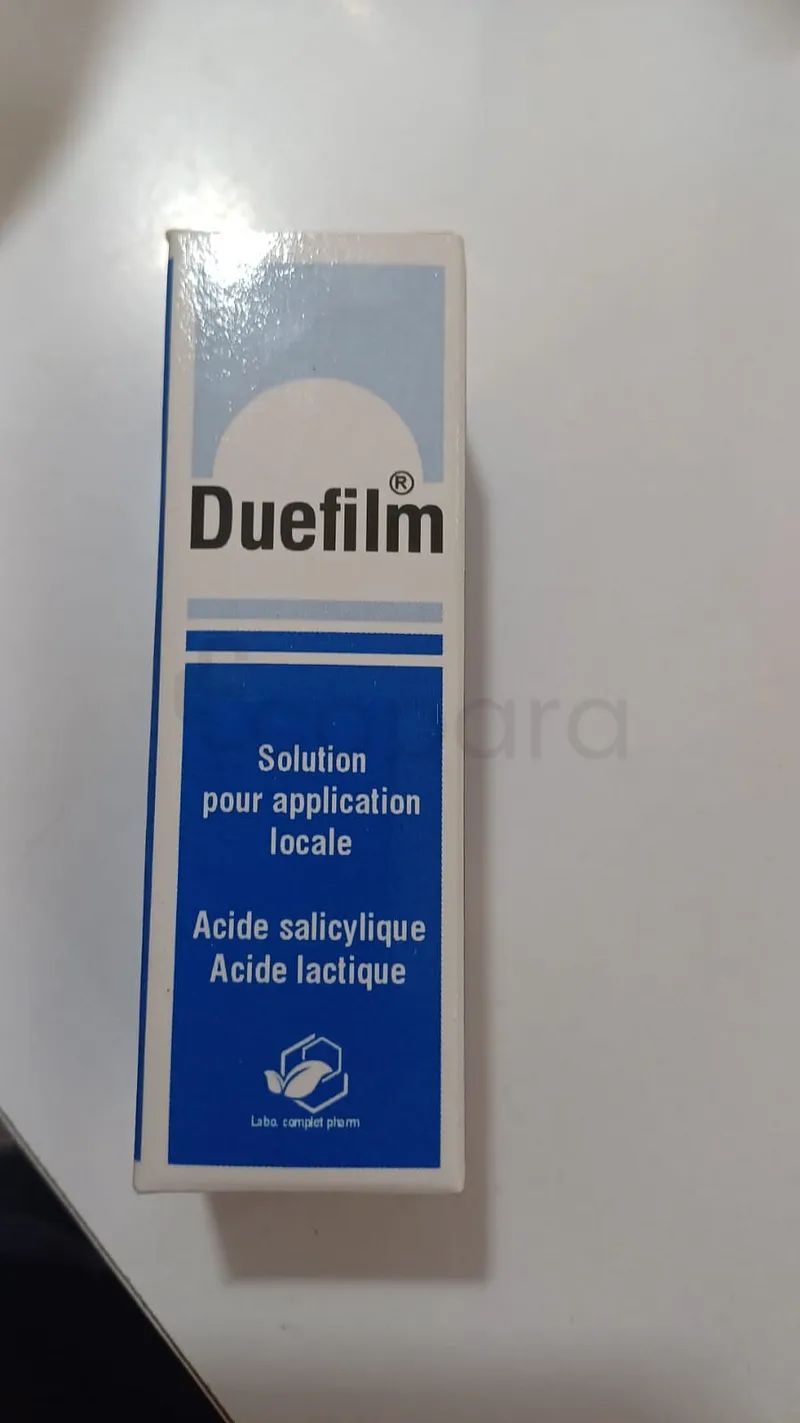 Duefilm®
Solution
pour application
locale
Acide salicylique
Acide lactique
Labo. complet pharm